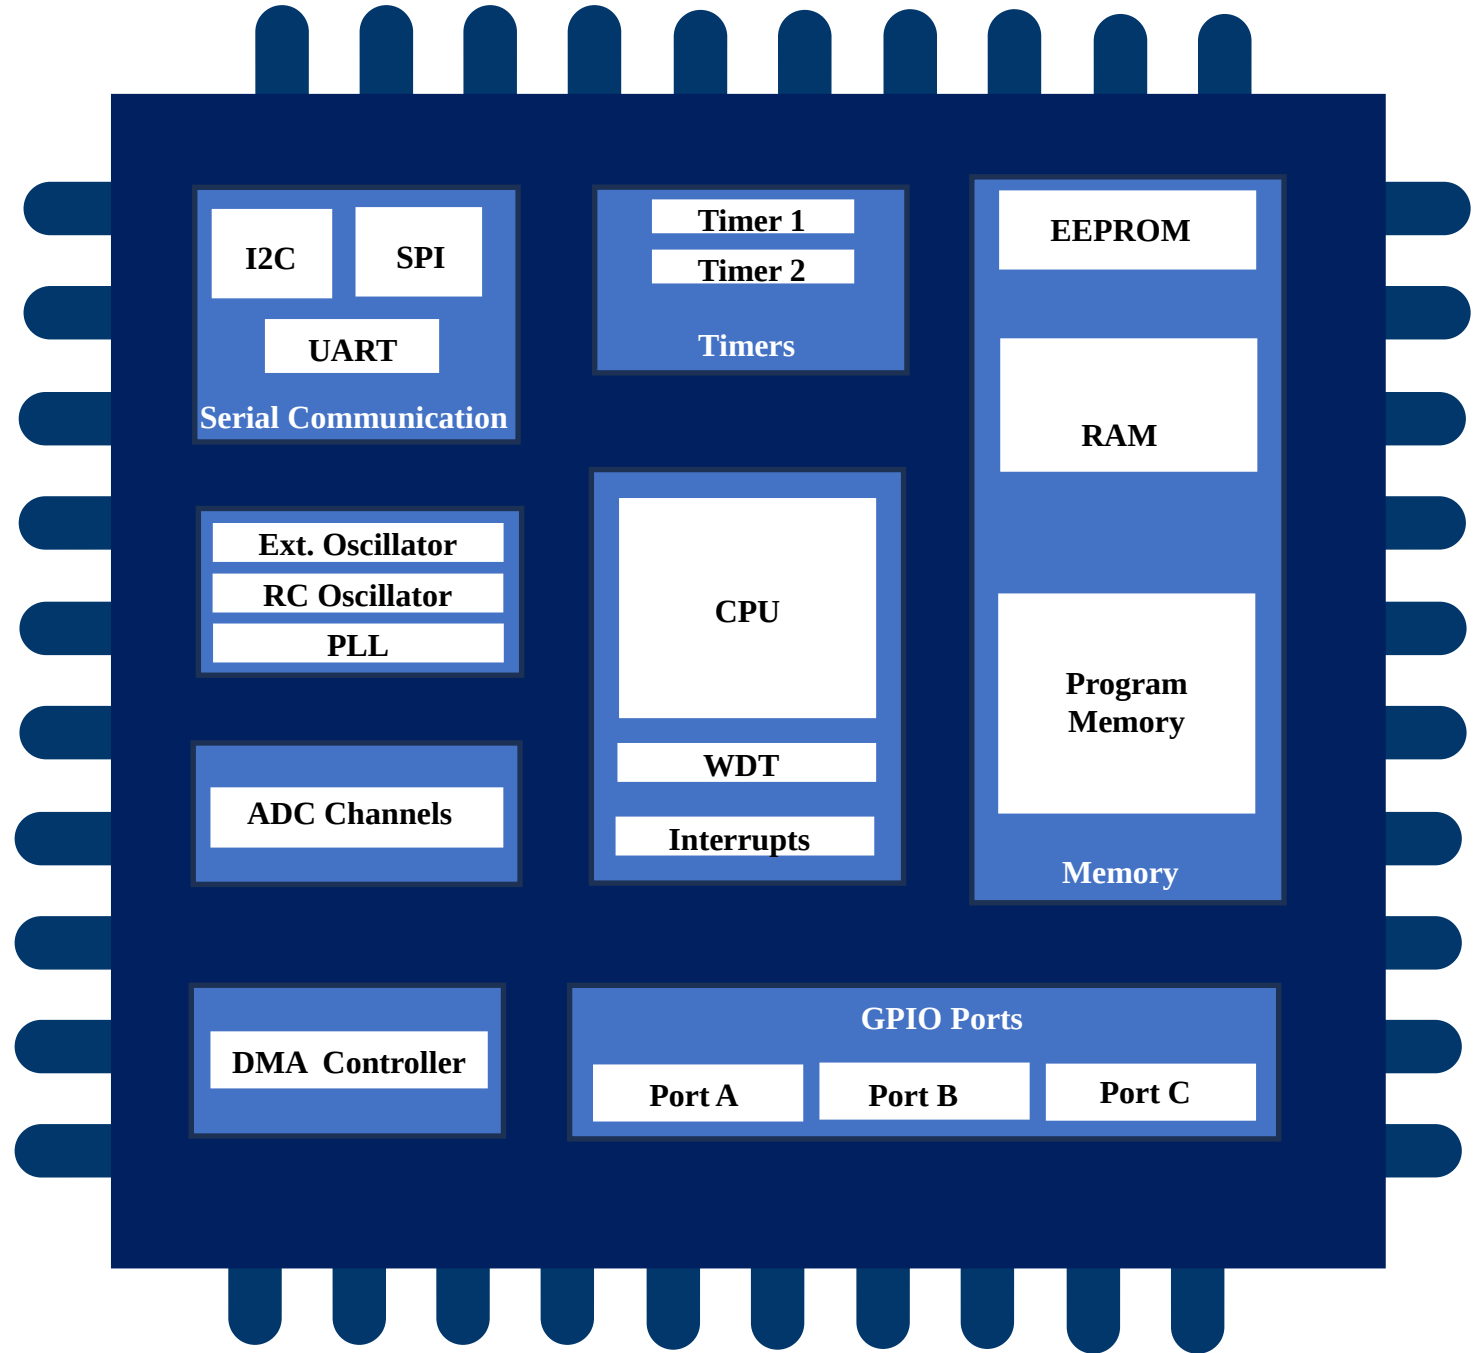 I2C
SPI
UART
Serial Communication
Timer 1
Timer 2
Timers
EEPROM
RAM
Program
Memory
Memory
Ext. Oscillator
RC Oscillator
PLL
CPU
WDT
Interrupts
ADC Channels
DMA  Controller
GPIO Ports
Port A
Port B
Port C